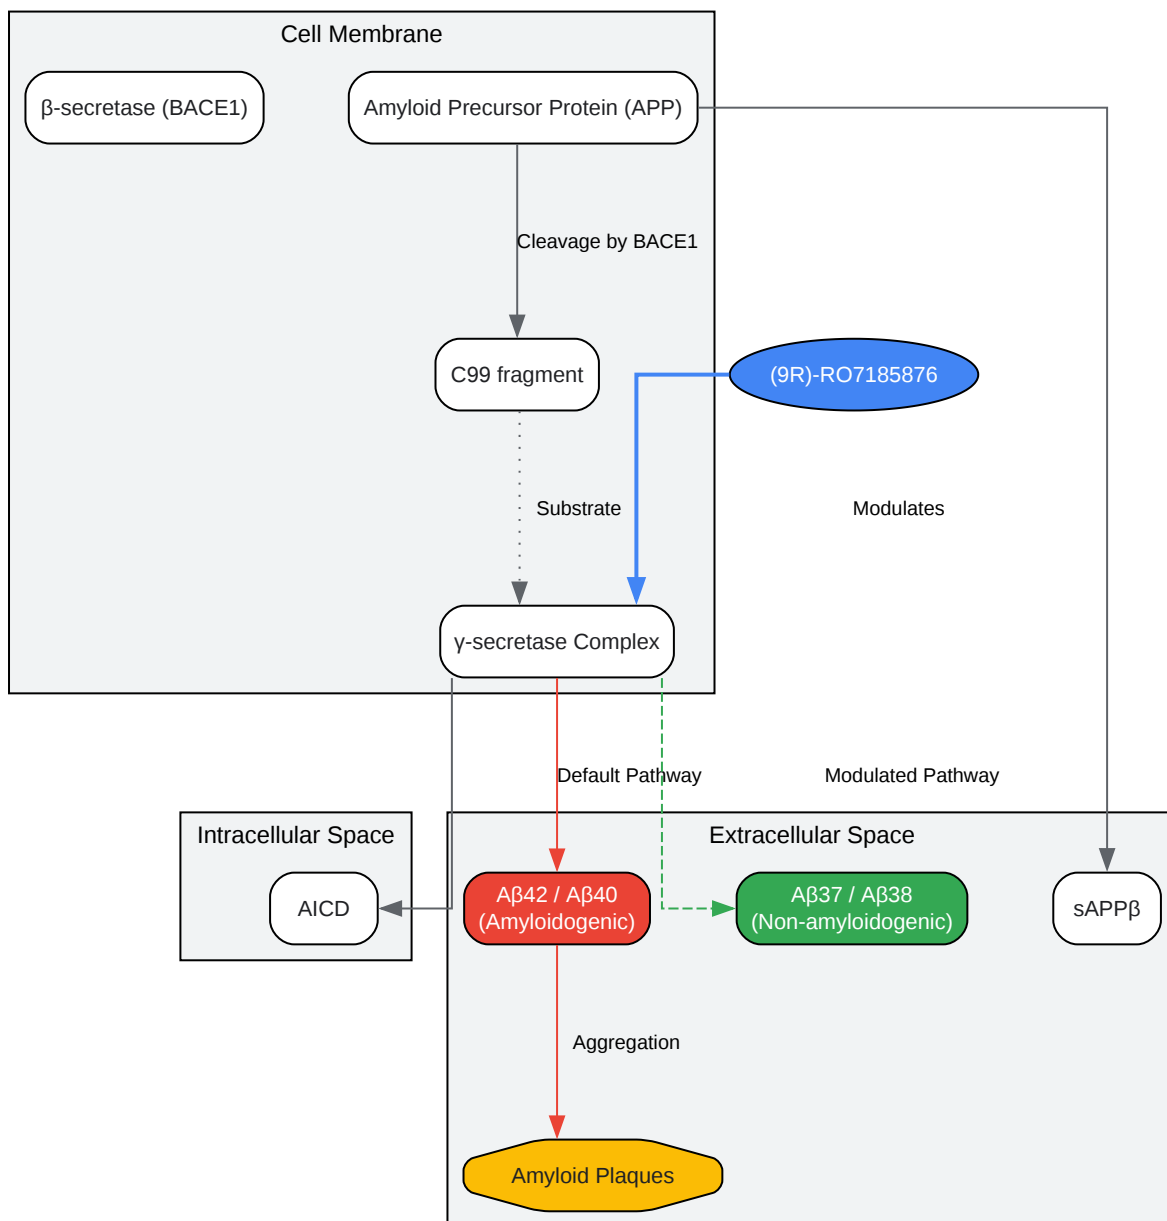 Cell Membrane
β-secretase (BACE1)
Amyloid Precursor Protein (APP)
Cleavage by BACE1
C99 fragment
(9R)-RO7185876
Substrate
Modulates
γ-secretase Complex
Default Pathway
Modulated Pathway
Intracellular Space
Extracellular Space
AICD
Aβ42 / Aβ40
(Amyloidogenic)
Aβ37 / Aβ38
(Non-amyloidogenic)
sAPPβ
Aggregation
Amyloid Plaques